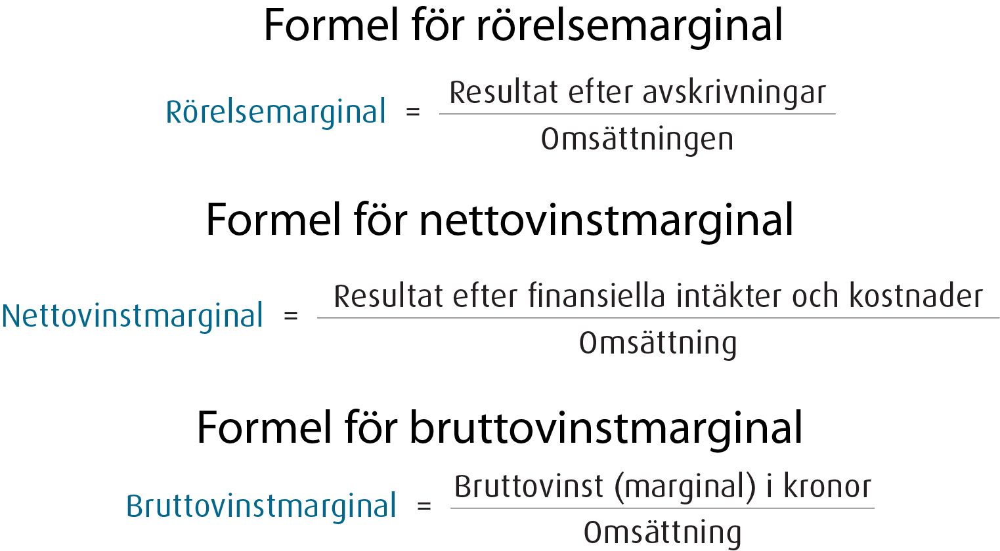 Formel för rörelsemarginal
Resultat efter avskrivningar
Rörelsemarginal =
Omsättningen
Formel för nettovinstmarginal
Resultat efter finansiella intäkter och kostnader
Nettovinstmarginal =
Omsättning
Formel för bruttovinstmarginal
Bruttovinst (marginal) i kronor
Bruttovinstmarginal =
Omsättning